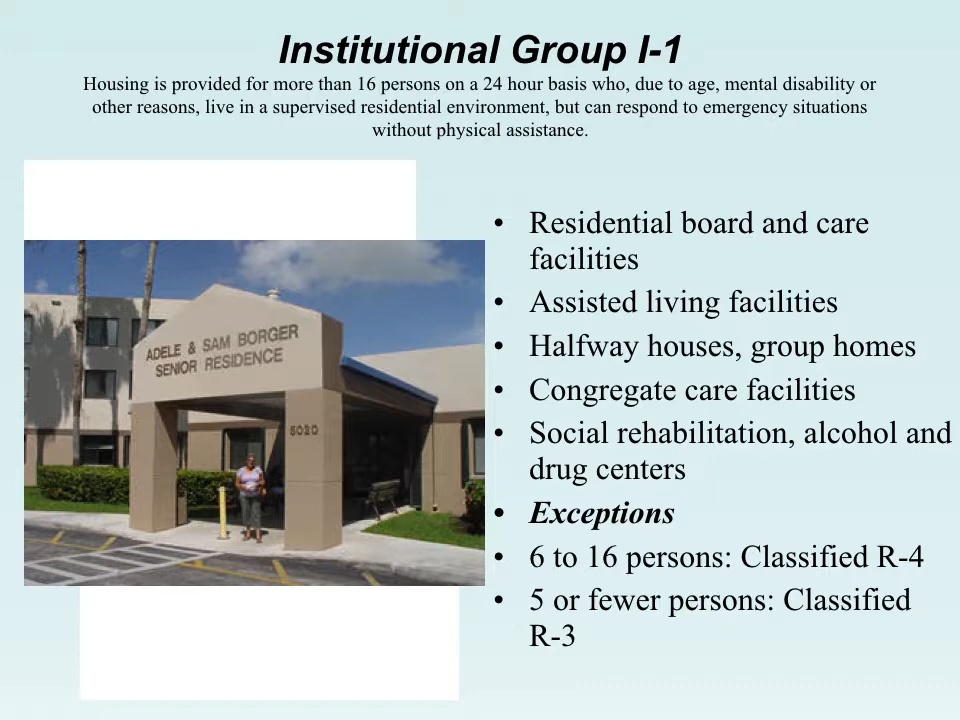 Institutional Group I-1
Housing is provided for more than 16 persons on a 24 hour basis who, due to age, mental disability or
other reasons, live in a supervised residential environment, but can respond to emergency situations
without physical assistance.
ADELE & SAM BORGER
SENIOR RESIDENCE
5020
• Residential board and care
facilities
• Assisted living facilities
• Halfway houses, group homes
• Congregate care facilities
• Social rehabilitation, alcohol and
drug centers
• Exceptions
• 6 to 16 persons: Classified R-4
• 5 or fewer persons: Classified
R-3